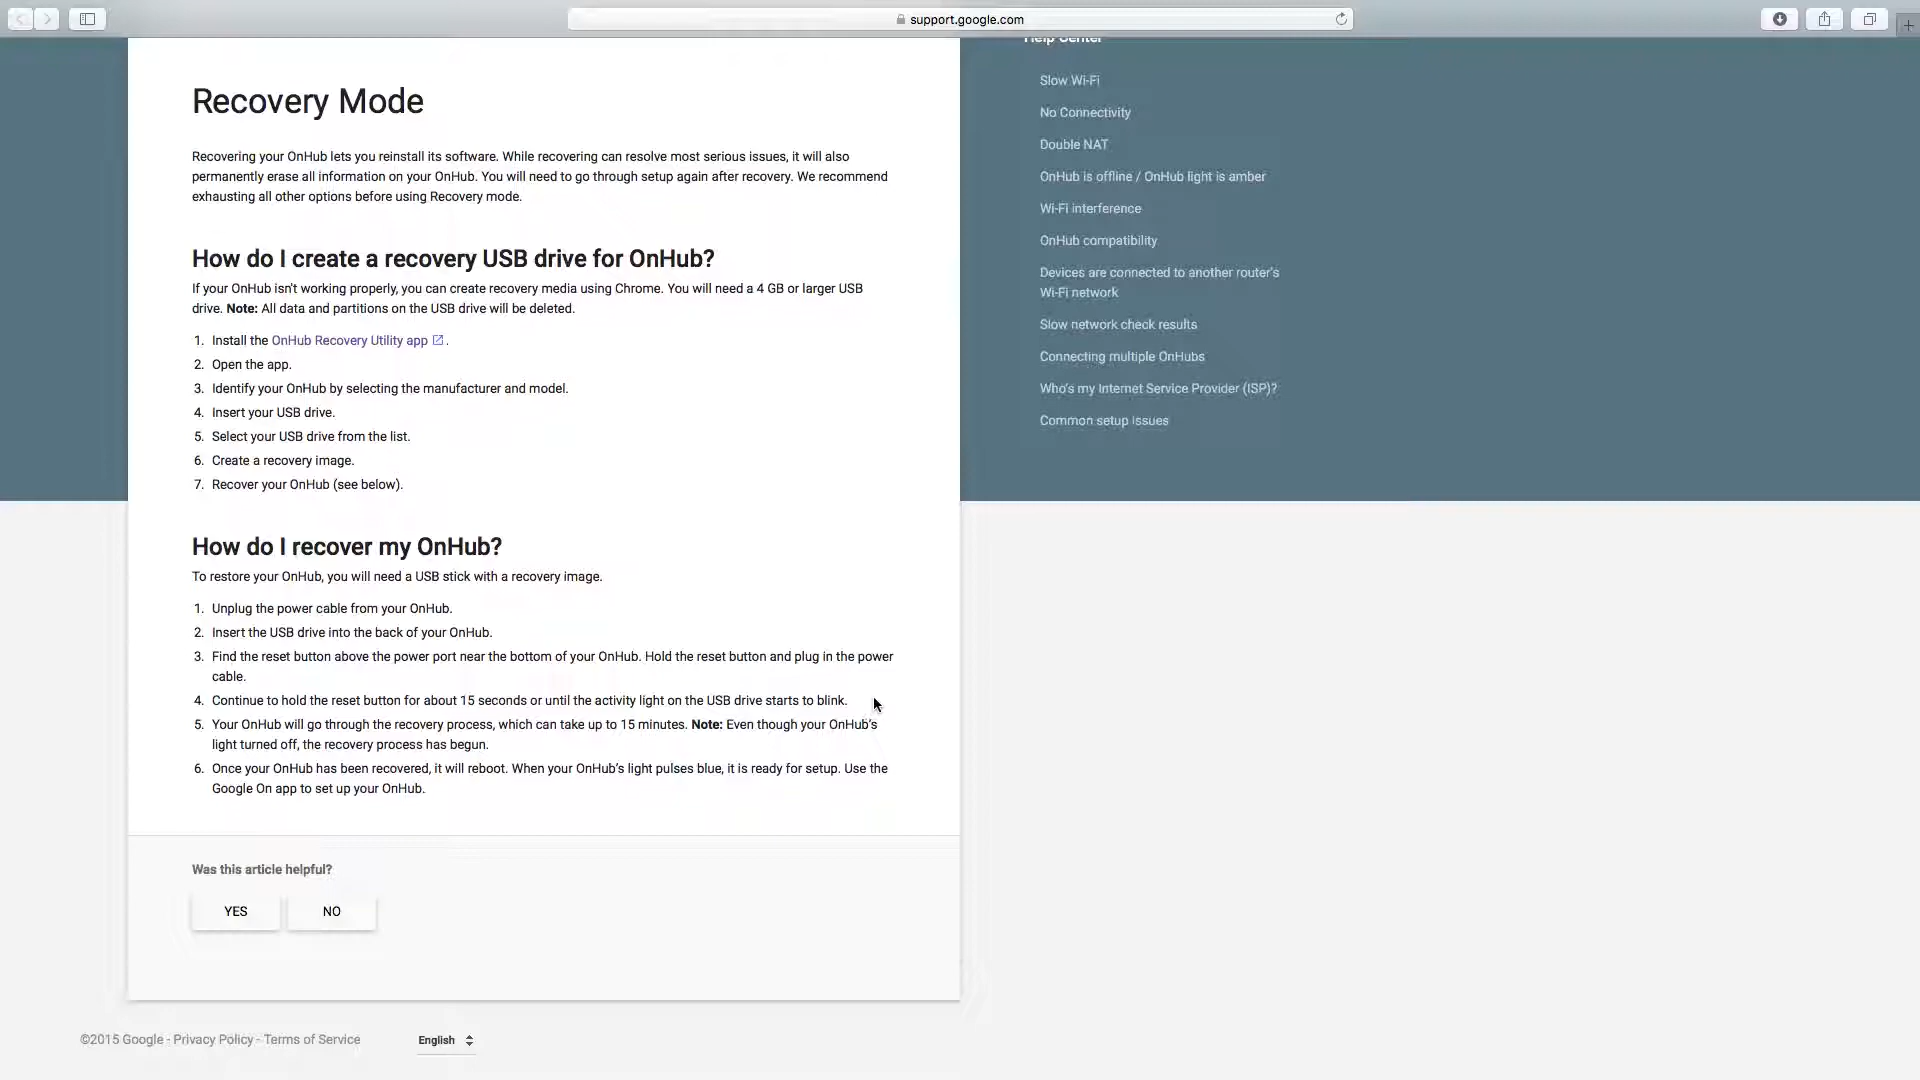 support.google.com
Help Center
Recovery Mode
Recovering your OnHub lets you reinstall its software. While recovering can resolve most serious issues, it will also
permanently erase all information on your OnHub. You will need to go through setup again after recovery. We recommend
exhausting all other options before using Recovery mode.
How do I create a recovery USB drive for OnHub?
If your OnHub isn't working properly, you can create recovery media using Chrome. You will need a 4 GB or larger USB
drive. Note: All data and partitions on the USB drive will be deleted.
1. Install the OnHub Recovery Utility app .
2. Open the app.
3. Identify your OnHub by selecting the manufacturer and model.
4. Insert your USB drive.
5. Select your USB drive from the list.
6. Create a recovery image.
7. Recover your OnHub (see below).
How do I recover my OnHub?
To restore your OnHub, you will need a USB stick with a recovery image.
1. Unplug the power cable from your OnHub.
2. Insert the USB drive into the back of your OnHub.
3. Find the reset button above the power port near the bottom of your OnHub. Hold the reset button and plug in the power
cable.
4. Continue to hold the reset button for about 15 seconds or until the activity light on the USB drive starts to blink.
5. Your OnHub will go through the recovery process, which can take up to 15 minutes. Note: Even though your OnHub's
light turned off, the recovery process has begun.
6. Once your OnHub has been recovered, it will reboot. When your OnHub's light pulses blue, it is ready for setup. Use the
Google On app to set up your OnHub.
Was this article helpful?
YES NO
Slow Wi-Fi
No Connectivity
Double NAT
OnHub is offline / OnHub light is amber
Wi-Fi interference
OnHub compatibility
Devices are connected to another router's
Wi-Fi network
Slow network check results
Connecting multiple OnHubs
Who's my Internet Service Provider (ISP)?
Common setup issues
©2015 Google - Privacy Policy - Terms of Service English